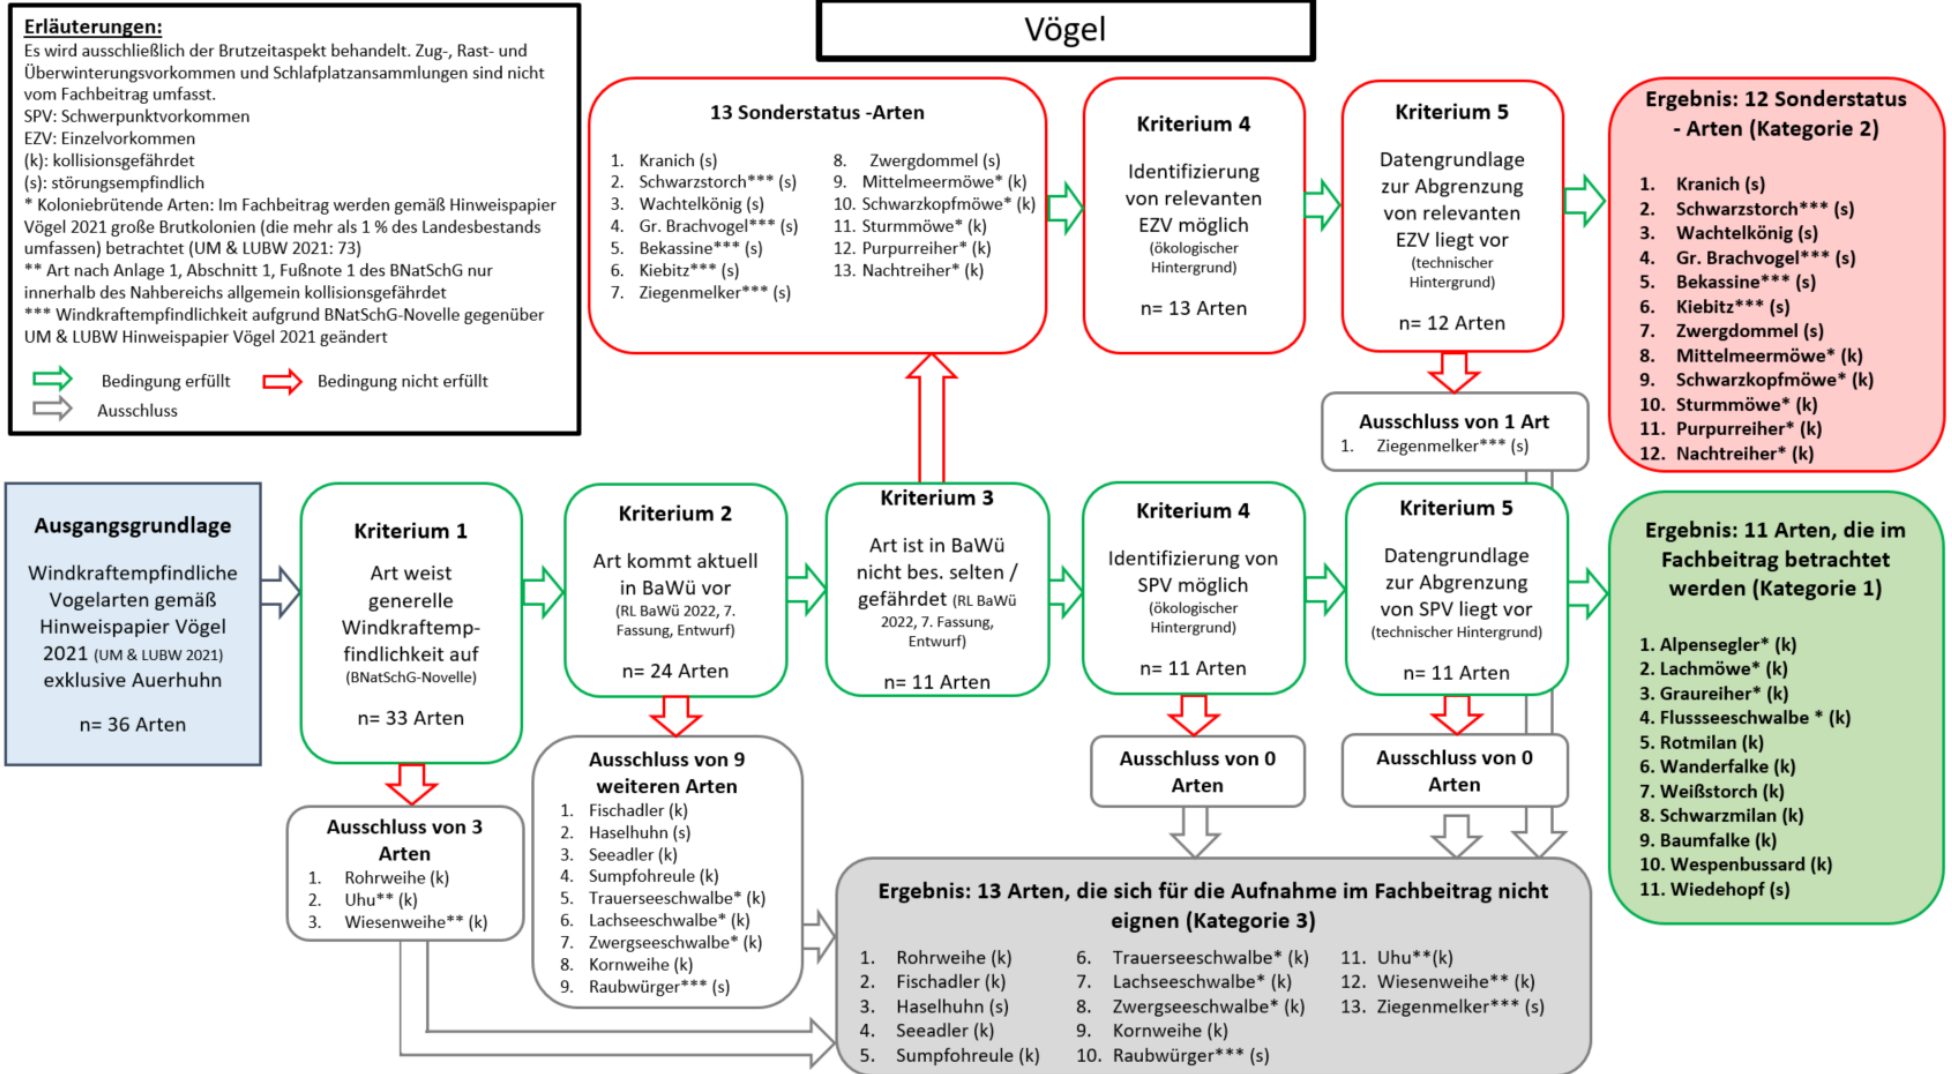 Vögel
Erläuterungen:
Es wird ausschließlich der Brutzeitaspekt behandelt. Zug-, Rast- und
Überwinterungsvorkommen und Schlafplatzansammlungen sind nicht
vom Fachbeitrag umfasst.
SPV: Schwerpunktvorkommen
EZV: Einzelvorkommen
(k): kollisionsgefährdet
(s): störungsempfindlich
* Koloniebrütende Arten: Im Fachbeitrag werden gemäß Hinweispapier
Vögel 2021 große Brutkolonien (die mehr als 1 % des Landesbestands
umfassen) betrachtet (UM & LUBW 2021: 73)
** Art nach Anlage 1, Abschnitt 1, Fußnote 1 des BNatSchG nur
innerhalb des Nahbereichs allgemein kollisionsgefährdet
*** Windkraftempfindlichkeit aufgrund BNatSchG-Novelle gegenüber
UM & LUBW Hinweispapier Vögel 2021 geändert
Bedingung erfüllt
Bedingung nicht erfüllt
Ausschluss
13 Sonderstatus -Arten
1. Kranich (s)
2. Schwarzstorch*** (s)
3. Wachtelkönig (s)
4. Gr. Brachvogel*** (s)
5. Bekassine*** (s)
6. Kiebitz*** (s)
7. Ziegenmelker*** (s)
8. Zwergdommel (s)
9. Mittelmeermöwe* (k)
10. Schwarzkopfmöwe* (k)
11. Sturmmöwe* (k)
12. Purpurreiher* (k)
13. Nachtreiher* (k)
Kriterium 4
Identifizierung
von relevanten
EZV möglich
(ökologischer
Hintergrund)
n= 13 Arten
Kriterium 5
Datengrundlage
zur Abgrenzung
von relevanten
EZV liegt vor
(technischer
Hintergrund)
n= 12 Arten
Ergebnis: 12 Sonderstatus
- Arten (Kategorie 2)
1. Kranich (s)
2. Schwarzstorch*** (s)
3. Wachtelkönig (s)
4. Gr. Brachvogel*** (s)
5. Bekassine*** (s)
6. Kiebitz*** (s)
7. Zwergdommel (s)
8. Mittelmeermöwe* (k)
9. Schwarzkopfmöwe* (k)
10. Sturmmöwe* (k)
11. Purpurreiher* (k)
12. Nachtreiher* (k)
Ausschluss von 1 Art
1. Ziegenmelker*** (s)
Ausgangsgrundlage
Windkraftempfindliche
Vogelarten gemäß
Hinweispapier Vögel
2021 (UM & LUBW 2021)
exklusive Auerhuhn
n= 36 Arten
Kriterium 1
Art weist
generelle
Windkraftemp-
findlichkeit auf
(BNatSchG-Novelle)
n= 33 Arten
Kriterium 2
Art kommt aktuell
in BaWü vor
(RL BaWü 2022, 7.
Fassung, Entwurf)
n= 24 Arten
Kriterium 3
Art ist in BaWü
nicht bes. selten /
gefährdet (RL BaWü
2022, 7. Fassung,
Entwurf)
n= 11 Arten
Kriterium 4
Identifizierung von
SPV möglich
(ökologischer
Hintergrund)
n= 11 Arten
Kriterium 5
Datengrundlage
zur Abgrenzung
von SPV liegt vor
(technischer Hintergrund)
n= 11 Arten
Ergebnis: 11 Arten, die im
Fachbeitrag betrachtet
werden (Kategorie 1)
1. Alpensegler* (k)
2. Lachmöwe* (k)
3. Graureiher* (k)
4. Flussseeschwalbe * (k)
5. Rotmilan (k)
6. Wanderfalke (k)
7. Weißstorch (k)
8. Schwarzmilan (k)
9. Baumfalke (k)
10. Wespenbussard (k)
11. Wiedehopf (s)
Ausschluss von 3
Arten
1. Rohrweihe (k)
2. Uhu** (k)
3. Wiesenweihe** (k)
Ausschluss von 9
weiteren Arten
1. Fischadler (k)
2. Haselhuhn (s)
3. Seeadler (k)
4. Sumpfohreule (k)
5. Trauerseeschwalbe* (k)
6. Lachseeschwalbe* (k)
7. Zwergseeschwalbe* (k)
8. Kornweihe (k)
9. Raubwürger*** (s)
Ausschluss von 0
Arten
Ausschluss von 0
Arten
Ergebnis: 13 Arten, die sich für die Aufnahme im Fachbeitrag nicht
eignen (Kategorie 3)
1. Rohrweihe (k)
2. Fischadler (k)
3. Haselhuhn (s)
4. Seeadler (k)
5. Sumpfohreule (k)
6. Trauerseeschwalbe* (k)
7. Lachseeschwalbe* (k)
8. Zwergseeschwalbe* (k)
9. Kornweihe (k)
10. Raubwürger*** (s)
11. Uhu**(k)
12. Wiesenweihe** (k)
13. Ziegenmelker*** (s)